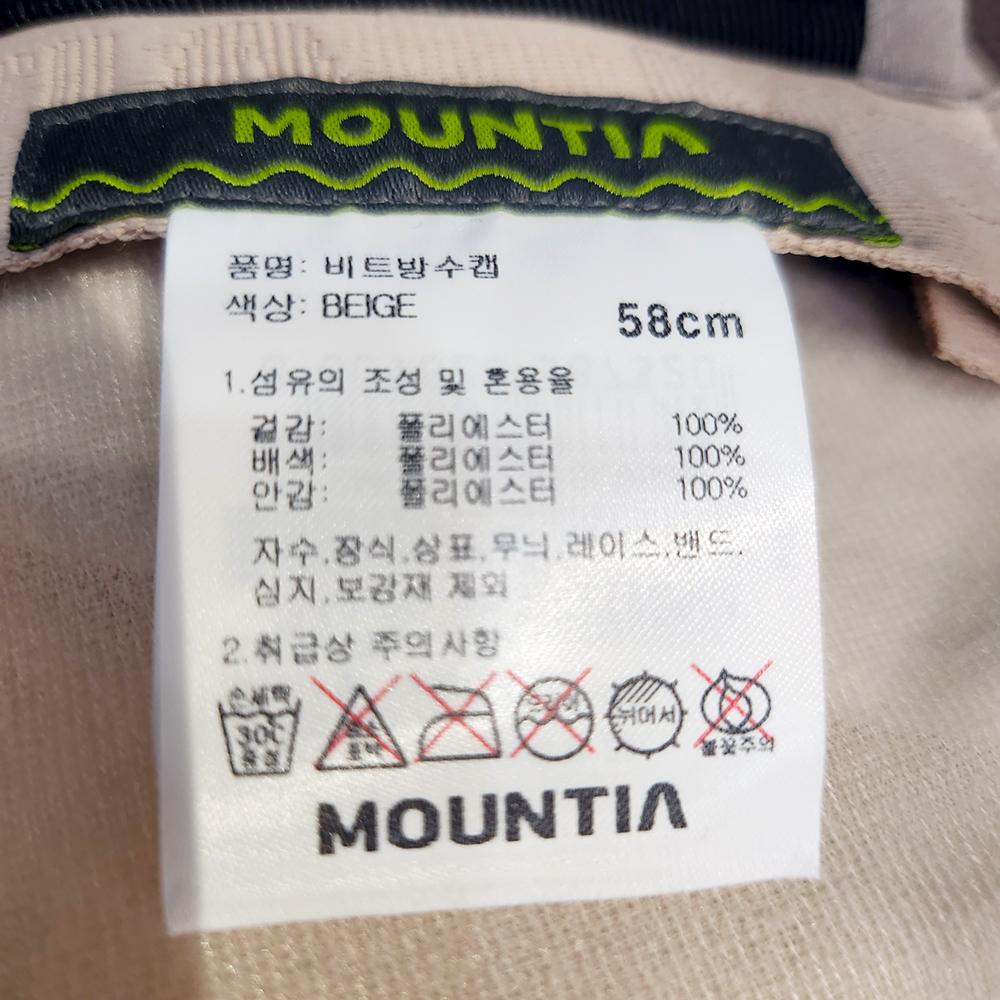 MOUNTIA
품명: 비트방수캡
색상: BEIGE
58cm
1.섬유의 조성 및 혼용율
겉감: 폴리에스터 100%
배색: 폴리에스터 100%
안감: 폴리에스터 100%
자수.장식.상표.무늬.레이스.밴드.
심지.보강재 제외
2.취급상 주의사항
손세탁
30C
뉘어서
불꽃주의
MOUNTIA